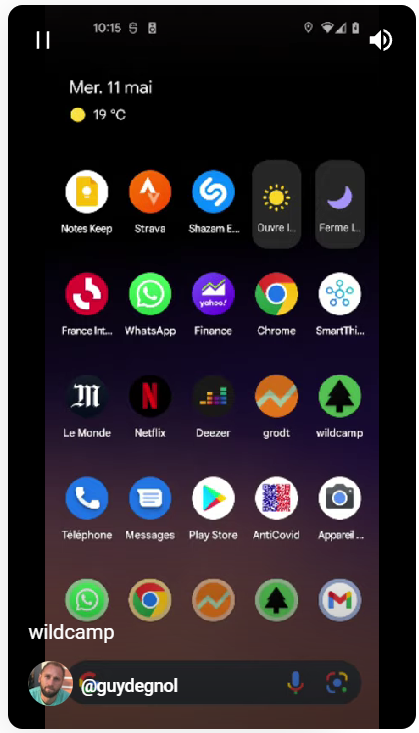 10:15
Mer. 11 mai
19 °C
Notes Keep Strava Shazam E... Ouvre l... Ferme l...
France Int... WhatsApp yahoo! Finance Chrome SmartThi...
Le Monde Netflix Deezer grodt wildcamp
Téléphone Messages Play Store AntiCovid Appareil ...
wildcamp
@guydegnol